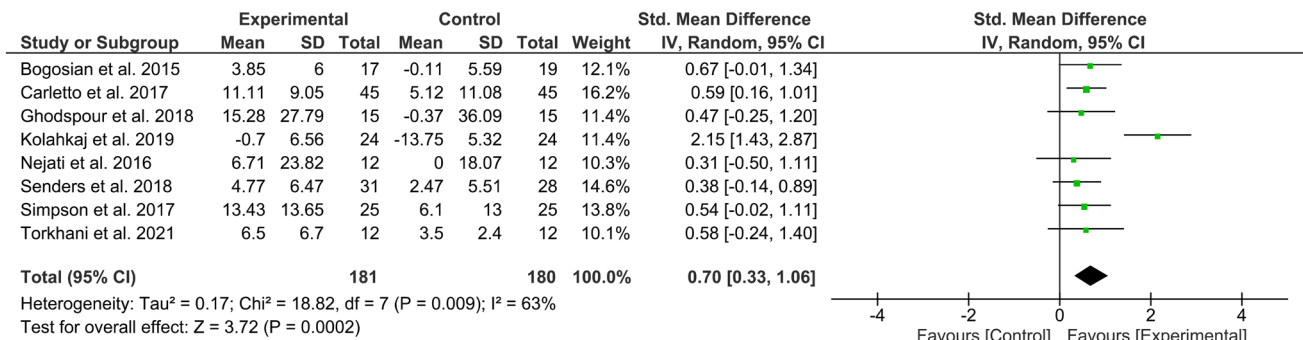 Experimental Control Std. Mean Difference Std. Mean Difference
Study or Subgroup Mean SD Total Mean SD Total Weight IV, Random, 95% CI IV, Random, 95% CI
Bogosian et al. 2015 3.85 6 17 -0.11 5.59 19 12.1% 0.67 [-0.01, 1.34]
Carletto et al. 2017 11.11 9.05 45 5.12 11.08 45 16.2% 0.59 [0.16, 1.01]
Ghodspour et al. 2018 15.28 27.79 15 -0.37 36.09 15 11.4% 0.47 [-0.25, 1.20]
Kolahkaj et al. 2019 -0.7 6.56 24 -13.75 5.32 24 11.4% 2.15 [1.43, 2.87]
Nejati et al. 2016 6.71 23.82 12 0 18.07 12 10.3% 0.31 [-0.50, 1.11]
Senders et al. 2018 4.77 6.47 31 2.47 5.51 28 14.6% 0.38 [-0.14, 0.89]
Simpson et al. 2017 13.43 13.65 25 6.1 13 25 13.8% 0.54 [-0.02, 1.11]
Torkhani et al. 2021 6.5 6.7 12 3.5 2.4 12 10.1% 0.58 [-0.24, 1.40]
Total (95% CI) 181 180 100.0% 0.70 [0.33, 1.06]
Heterogeneity: Tau² = 0.17; Chi² = 18.82, df = 7 (P = 0.009); I² = 63%
Test for overall effect: Z = 3.72 (P = 0.0002)
-4 -2 0 2 4
Favours [Control] Favours [Experimental]